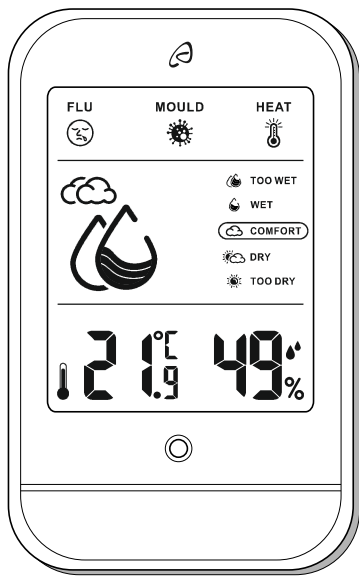 FLU MOULD HEAT
TOO WET
WET
COMFORT
DRY
TOO DRY
21.9°C 49%